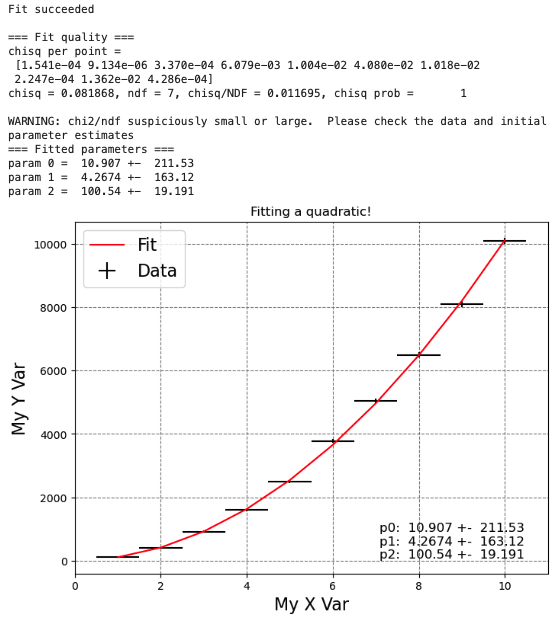 Fit succeeded
=== Fit quality ===
chisq per point =
[1.541e-04 9.134e-06 3.370e-04 6.079e-03 1.004e-02 4.080e-02 1.018e-02
2.247e-04 1.362e-02 4.286e-04]
chisq = 0.081868, ndf = 7, chisq/NDF = 0.011695, chisq prob =       1
WARNING: chi2/ndf suspiciously small or large.  Please check the data and initial
parameter estimates
=== Fitted parameters ===
param 0 =  10.907 +-  211.53
param 1 =  4.2674 +-  163.12
param 2 =  100.54 +-  19.191
Fitting a quadratic!
Fit
Data
10000
8000
6000
4000
2000
0
My Y Var
p0:  10.907 +-  211.53
p1:  4.2674 +-  163.12
p2:  100.54 +-  19.191
0 2 4 6 8 10
My X Var